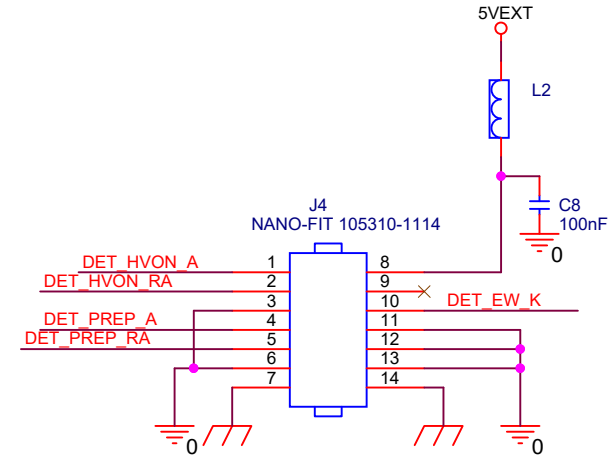 5VEXT
L2
J4
NANO-FIT 105310-1114
C8
100nF
0
DET_HVON_A 1 8
DET_HVON_RA 2 9
3 10 DET_EW_K
DET_PREP_A 4 11
DET_PREP_RA 5 12
6 13
7 14
0 0